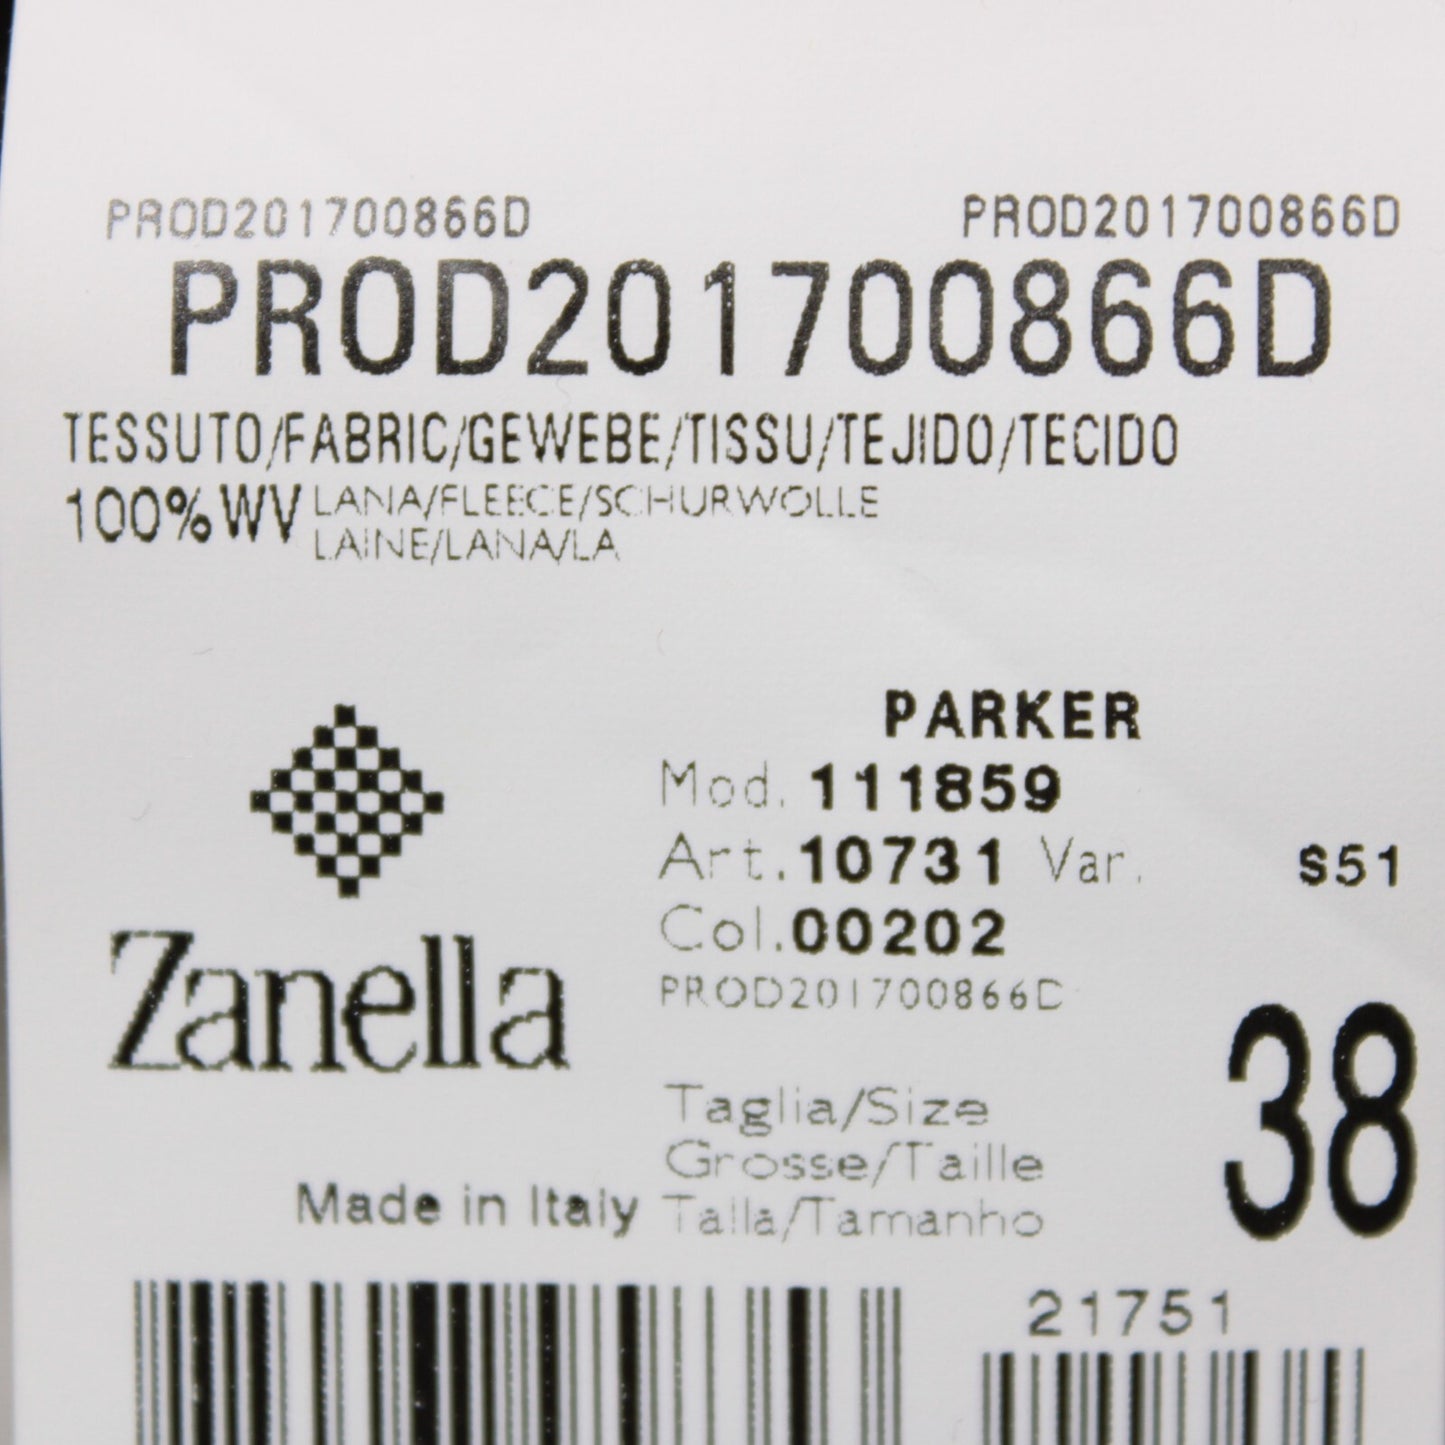 PROD201700866D PROD201700866D
PROD201700866D
TESSUTO/FABRIC/GEWEBE/TISSU/TEJIDO/TECIDO
100% WV LANA/FLEECE/SCHURWOLLE
LAINE/LANA/LA
PARKER
Mod. 111859
Art. 10731 Var. S51
Col. 00202
PROD201700866D
Zanella
38
Taglia/Size
Grosse/Taille
Talla/Tamanho
Made in Italy
21751